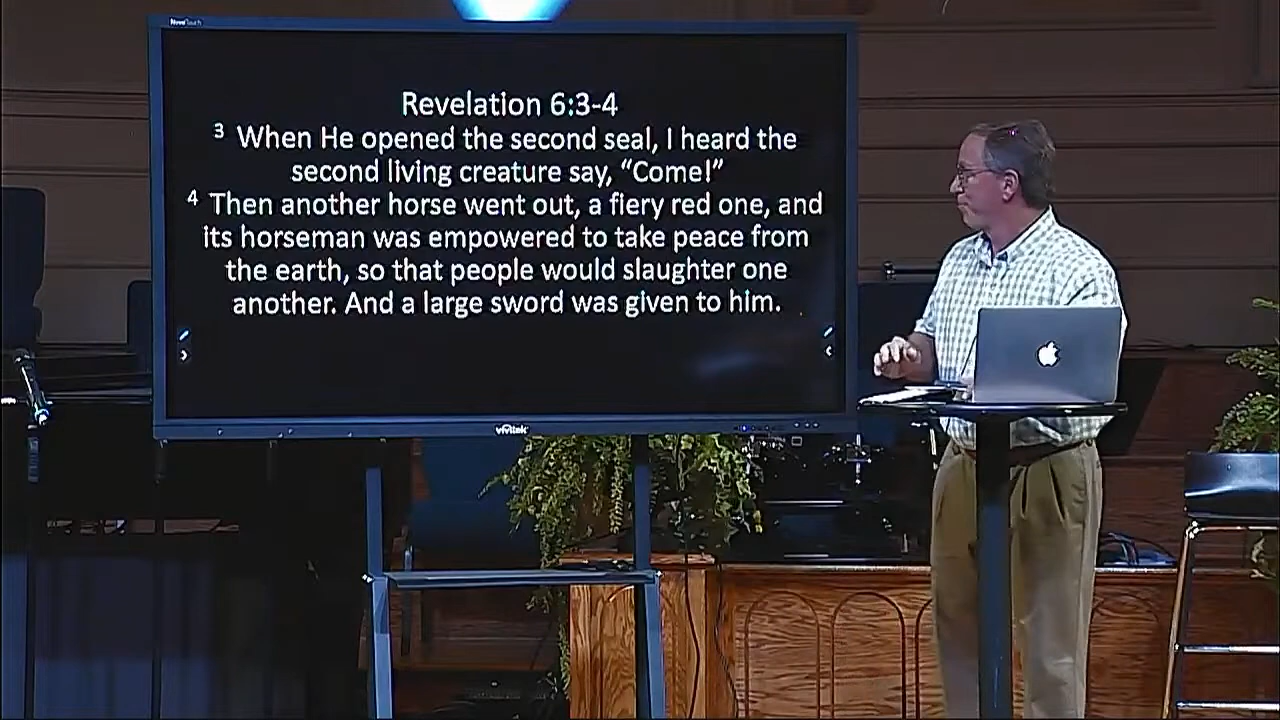 NovoTouch
Revelation 6:3-4
3 When He opened the second seal, I heard the
second living creature say, “Come!”
4 Then another horse went out, a fiery red one, and
its horseman was empowered to take peace from
the earth, so that people would slaughter one
another. And a large sword was given to him.
vivitek